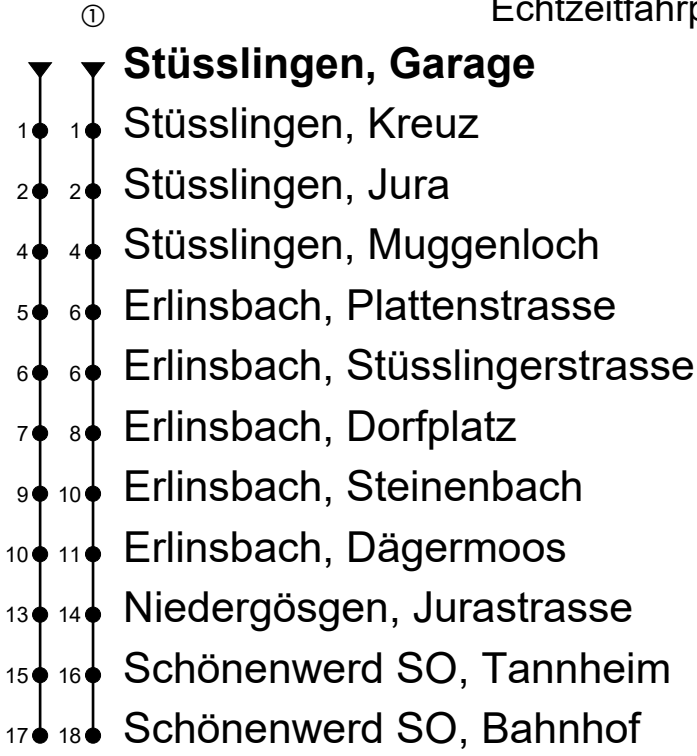 ① Echtzeitfahrp
Stüsslingen, Garage
1 1 Stüsslingen, Kreuz
2 2 Stüsslingen, Jura
4 4 Stüsslingen, Muggenloch
5 6 Erlinsbach, Plattenstrasse
6 6 Erlinsbach, Stüsslingerstrasse
7 8 Erlinsbach, Dorfplatz
9 10 Erlinsbach, Steinenbach
10 11 Erlinsbach, Dägermoos
13 14 Niedergösgen, Jurastrasse
15 16 Schönenwerd SO, Tannheim
17 18 Schönenwerd SO, Bahnhof